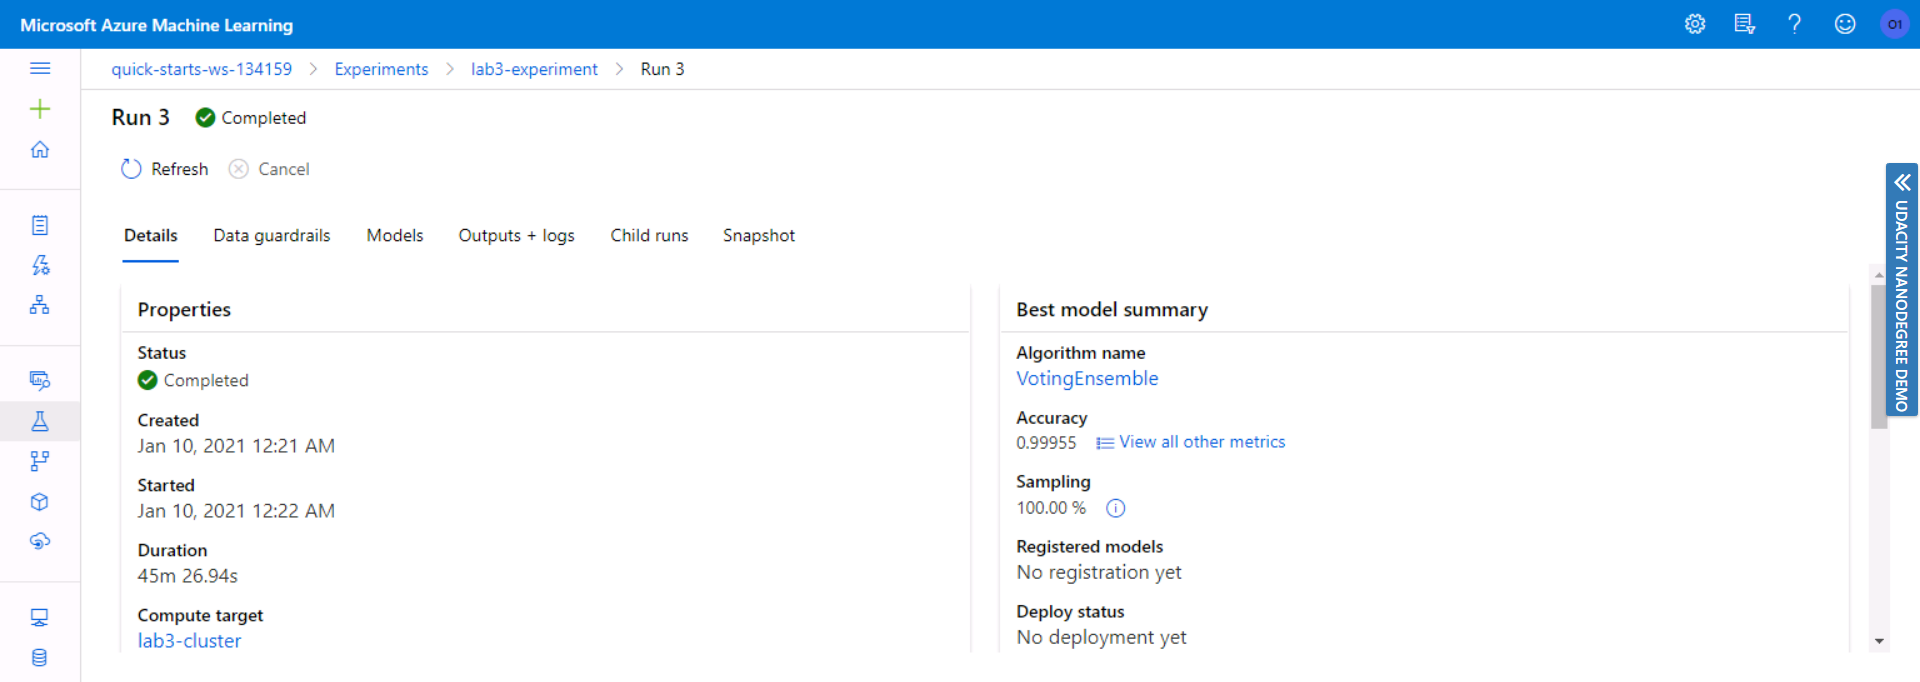 Microsoft Azure Machine Learning
O1
quick-starts-ws-134159 > Experiments > lab3-experiment > Run 3
Run 3 Completed
Refresh Cancel
Details Data guardrails Models Outputs + logs Child runs Snapshot
Properties
Status
Completed
Created
Jan 10, 2021 12:21 AM
Started
Jan 10, 2021 12:22 AM
Duration
45m 26.94s
Compute target
lab3-cluster
Best model summary
Algorithm name
VotingEnsemble
Accuracy
0.99955 View all other metrics
Sampling
100.00 %
Registered models
No registration yet
Deploy status
No deployment yet
UDACITY NANODEGREE DEMO